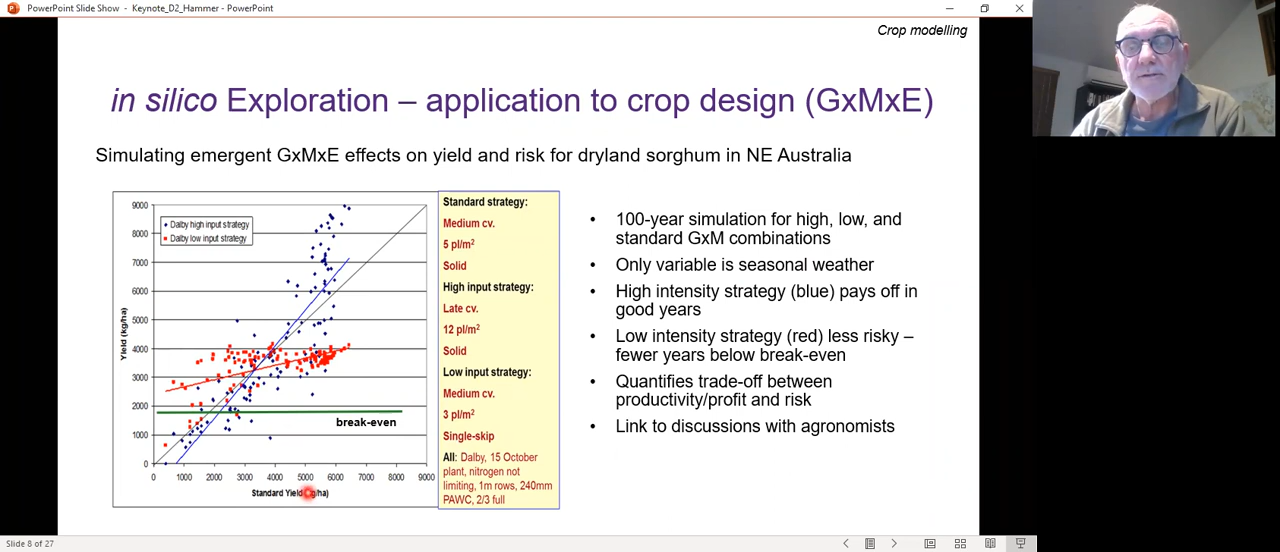 PowerPoint Slide Show - Keynote_D2_Hammer - PowerPoint
Crop modelling
in silico Exploration – application to crop design (GxMxE)
Simulating emergent GxMxE effects on yield and risk for dryland sorghum in NE Australia
Yield (kg/ha)
9000
8000
7000
6000
5000
4000
3000
2000
1000
0
Dalby high input strategy
Dalby low input strategy
break-even
0 1000 2000 3000 4000 5000 6000 7000 8000 9000
Standard Yield (kg/ha)
Standard strategy:
Medium cv.
5 pl/m²
Solid
High input strategy:
Late cv.
12 pl/m²
Solid
Low input strategy:
Medium cv.
3 pl/m²
Single-skip
All: Dalby, 15 October
plant, nitrogen not
limiting, 1m rows, 240mm
PAWC, 2/3 full
• 100-year simulation for high, low, and
standard GxM combinations
• Only variable is seasonal weather
• High intensity strategy (blue) pays off in
good years
• Low intensity strategy (red) less risky –
fewer years below break-even
• Quantifies trade-off between
productivity/profit and risk
• Link to discussions with agronomists
Slide 8 of 27